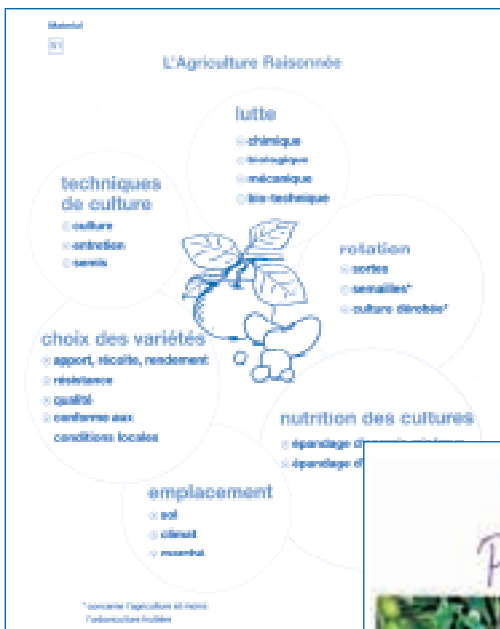 Material
L'Agriculture Raisonnée
lutte
chimique
biologique
mécanique
bio-technique
techniques
de culture
culture
entretien
semis
rotation
sortes
semailles*
culture dérobée*
choix des variétés
apport, récolte, rendement
résistance
qualité
conforme aux
conditions locales
nutrition des cultures
épandage
épandage
emplacement
sol
climat
marché
*concerne l'agriculture et moins
l'arboriculture fruitière